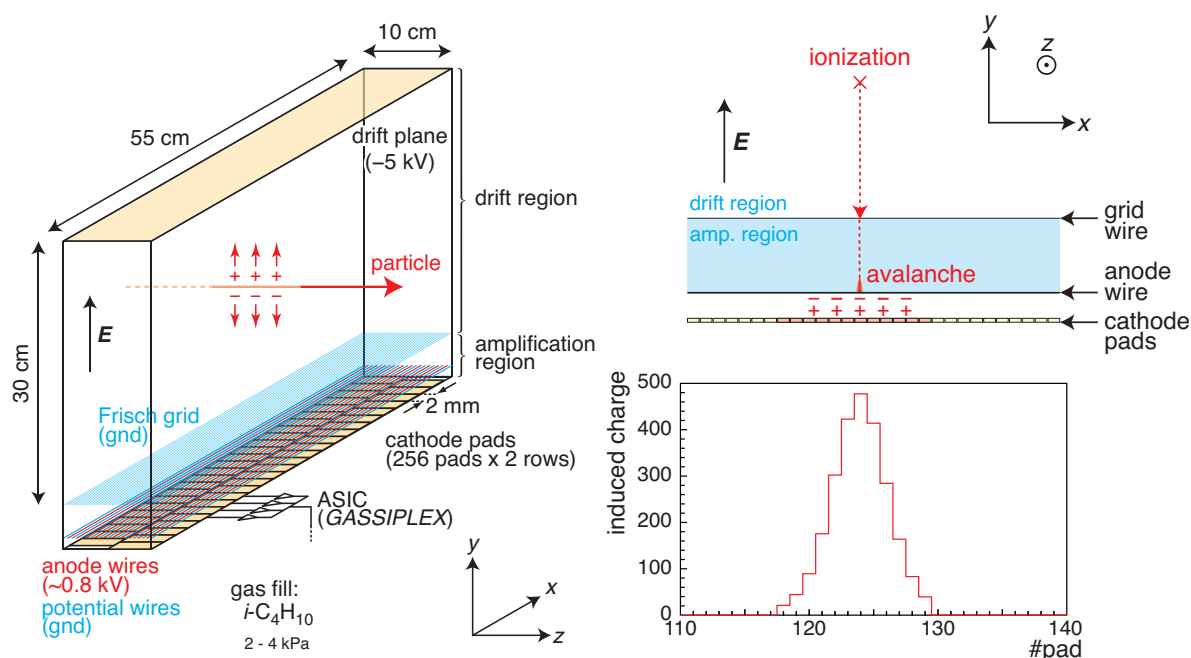 10 cm
55 cm
drift plane
(−5 kV)
drift region
particle
+ + +
− − −
E
30 cm
amplification
region
Frisch grid
(gnd)
2 mm
cathode pads
(256 pads x 2 rows)
ASIC
(GASSIPLEX)
anode wires
(~0.8 kV)
potential wires
(gnd)
gas fill:
i-C4H10
2 - 4 kPa
y
x
z
ionization
y
z
x
E
drift region
amp. region
grid
wire
avalanche
anode
wire
− − − − −
+ + + + +
cathode
pads
induced charge
500
400
300
200
100
0
110
120
130
140
#pad